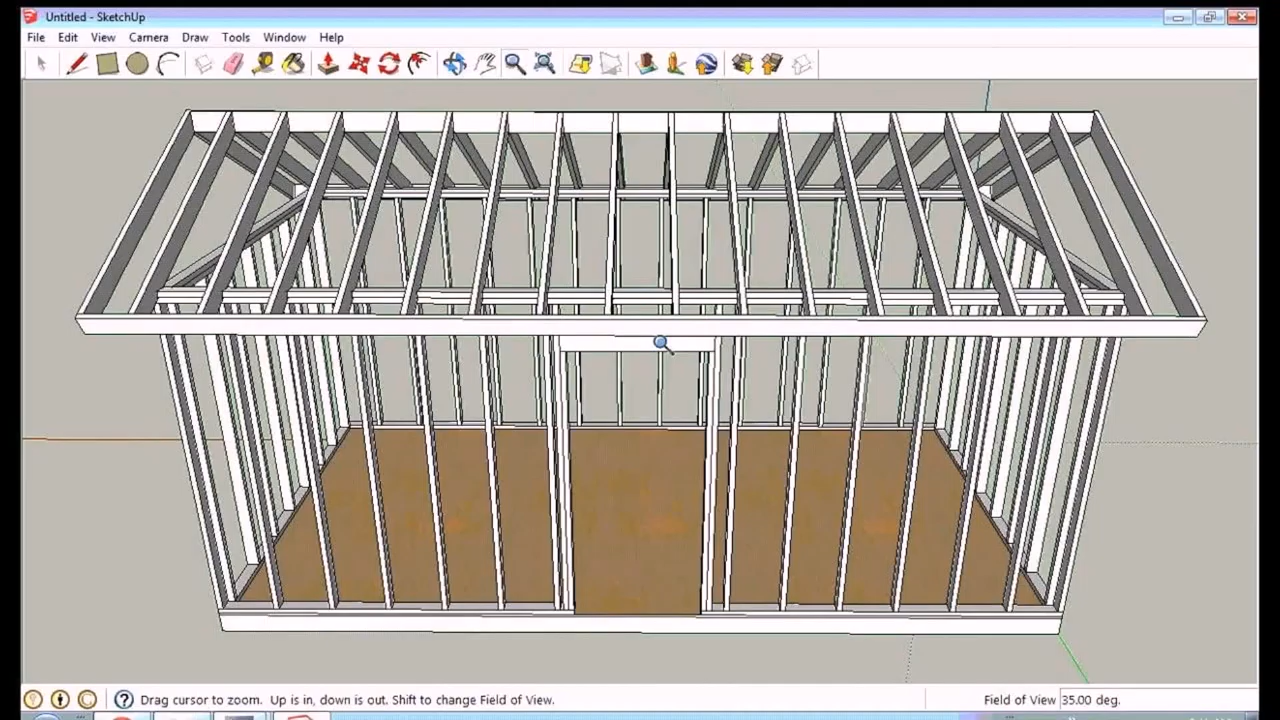 Untitled - SketchUp
File Edit View Camera Draw Tools Window Help
Drag cursor to zoom. Up is in, down is out. Shift to change Field of View.
Field of View 35.00 deg.